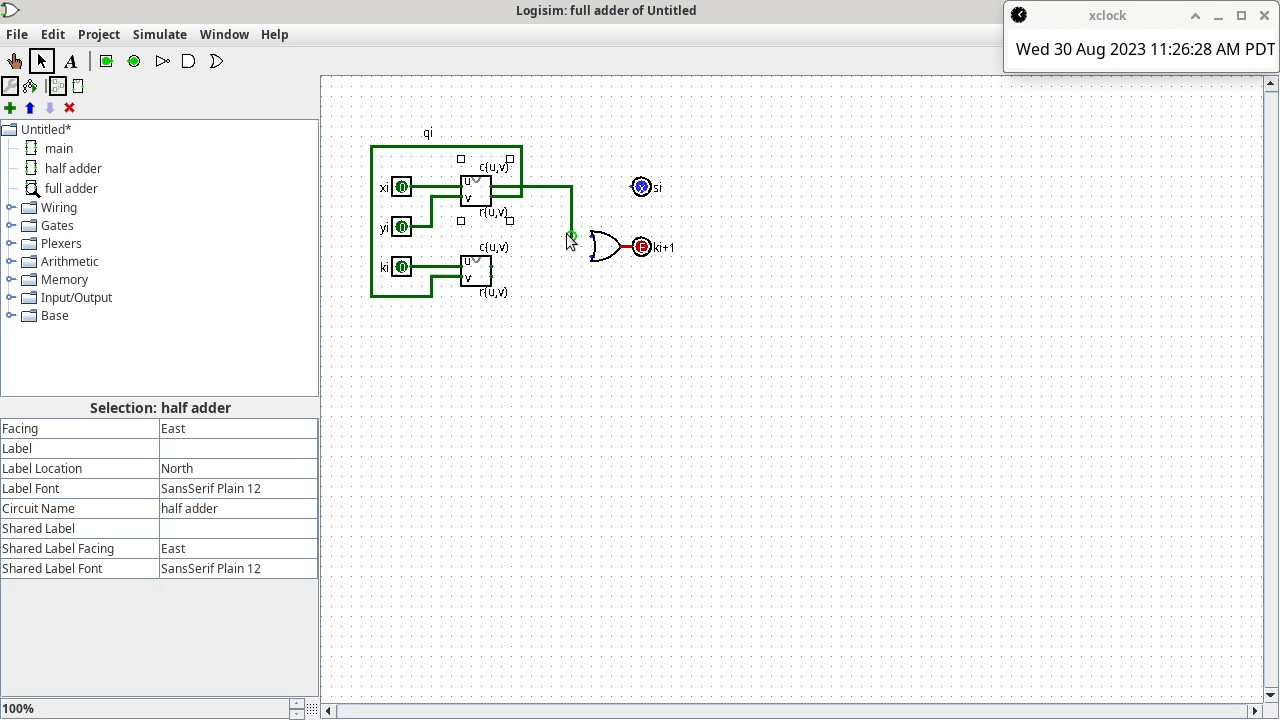 Logisim: full adder of Untitled
xclock
File Edit Project Simulate Window Help
Wed 30 Aug 2023 11:26:28 AM PDT
A
Untitled*
main
half adder
full adder
Wiring
Gates
Plexers
Arithmetic
Memory
Input/Output
Base
Selection: half adder
Facing East
Label
Label Location North
Label Font SansSerif Plain 12
Circuit Name half adder
Shared Label
Shared Label Facing East
Shared Label Font SansSerif Plain 12
100%
qi
c(u,v)
xi 0 u x si
v
r(u,v)
yi 0
c(u,v) E ki+1
ki 0 u
v
r(u,v)